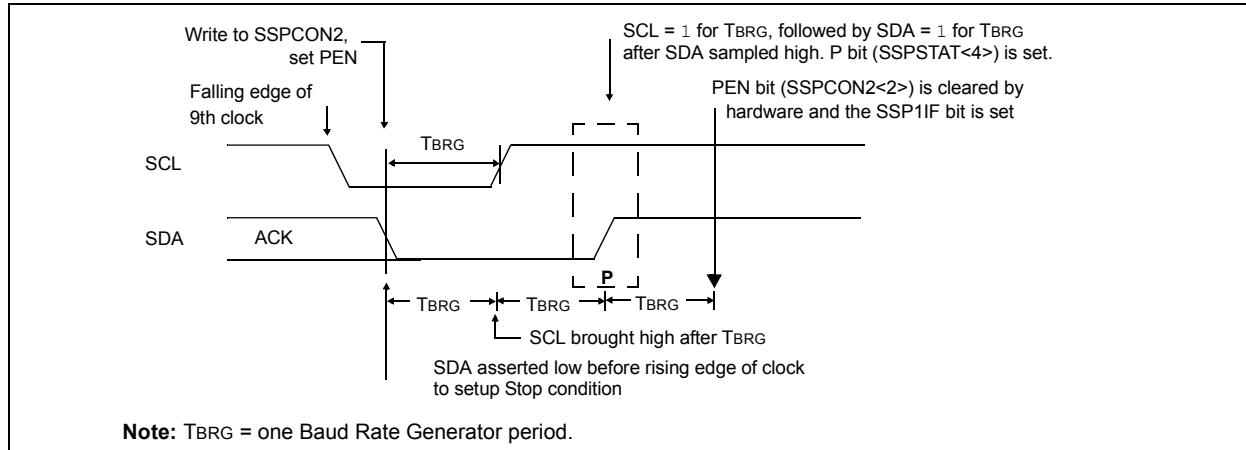 Write to SSPCON2,
set PEN
SCL = 1 for TBRG, followed by SDA = 1 for TBRG
after SDA sampled high. P bit (SSPSTAT<4>) is set.
Falling edge of
9th clock
PEN bit (SSPCON2<2>) is cleared by
hardware and the SSP1IF bit is set
TBRG
SCL
SDA
ACK
P
TBRG
TBRG
TBRG
SCL brought high after TBRG
SDA asserted low before rising edge of clock
to setup Stop condition
Note: TBRG = one Baud Rate Generator period.